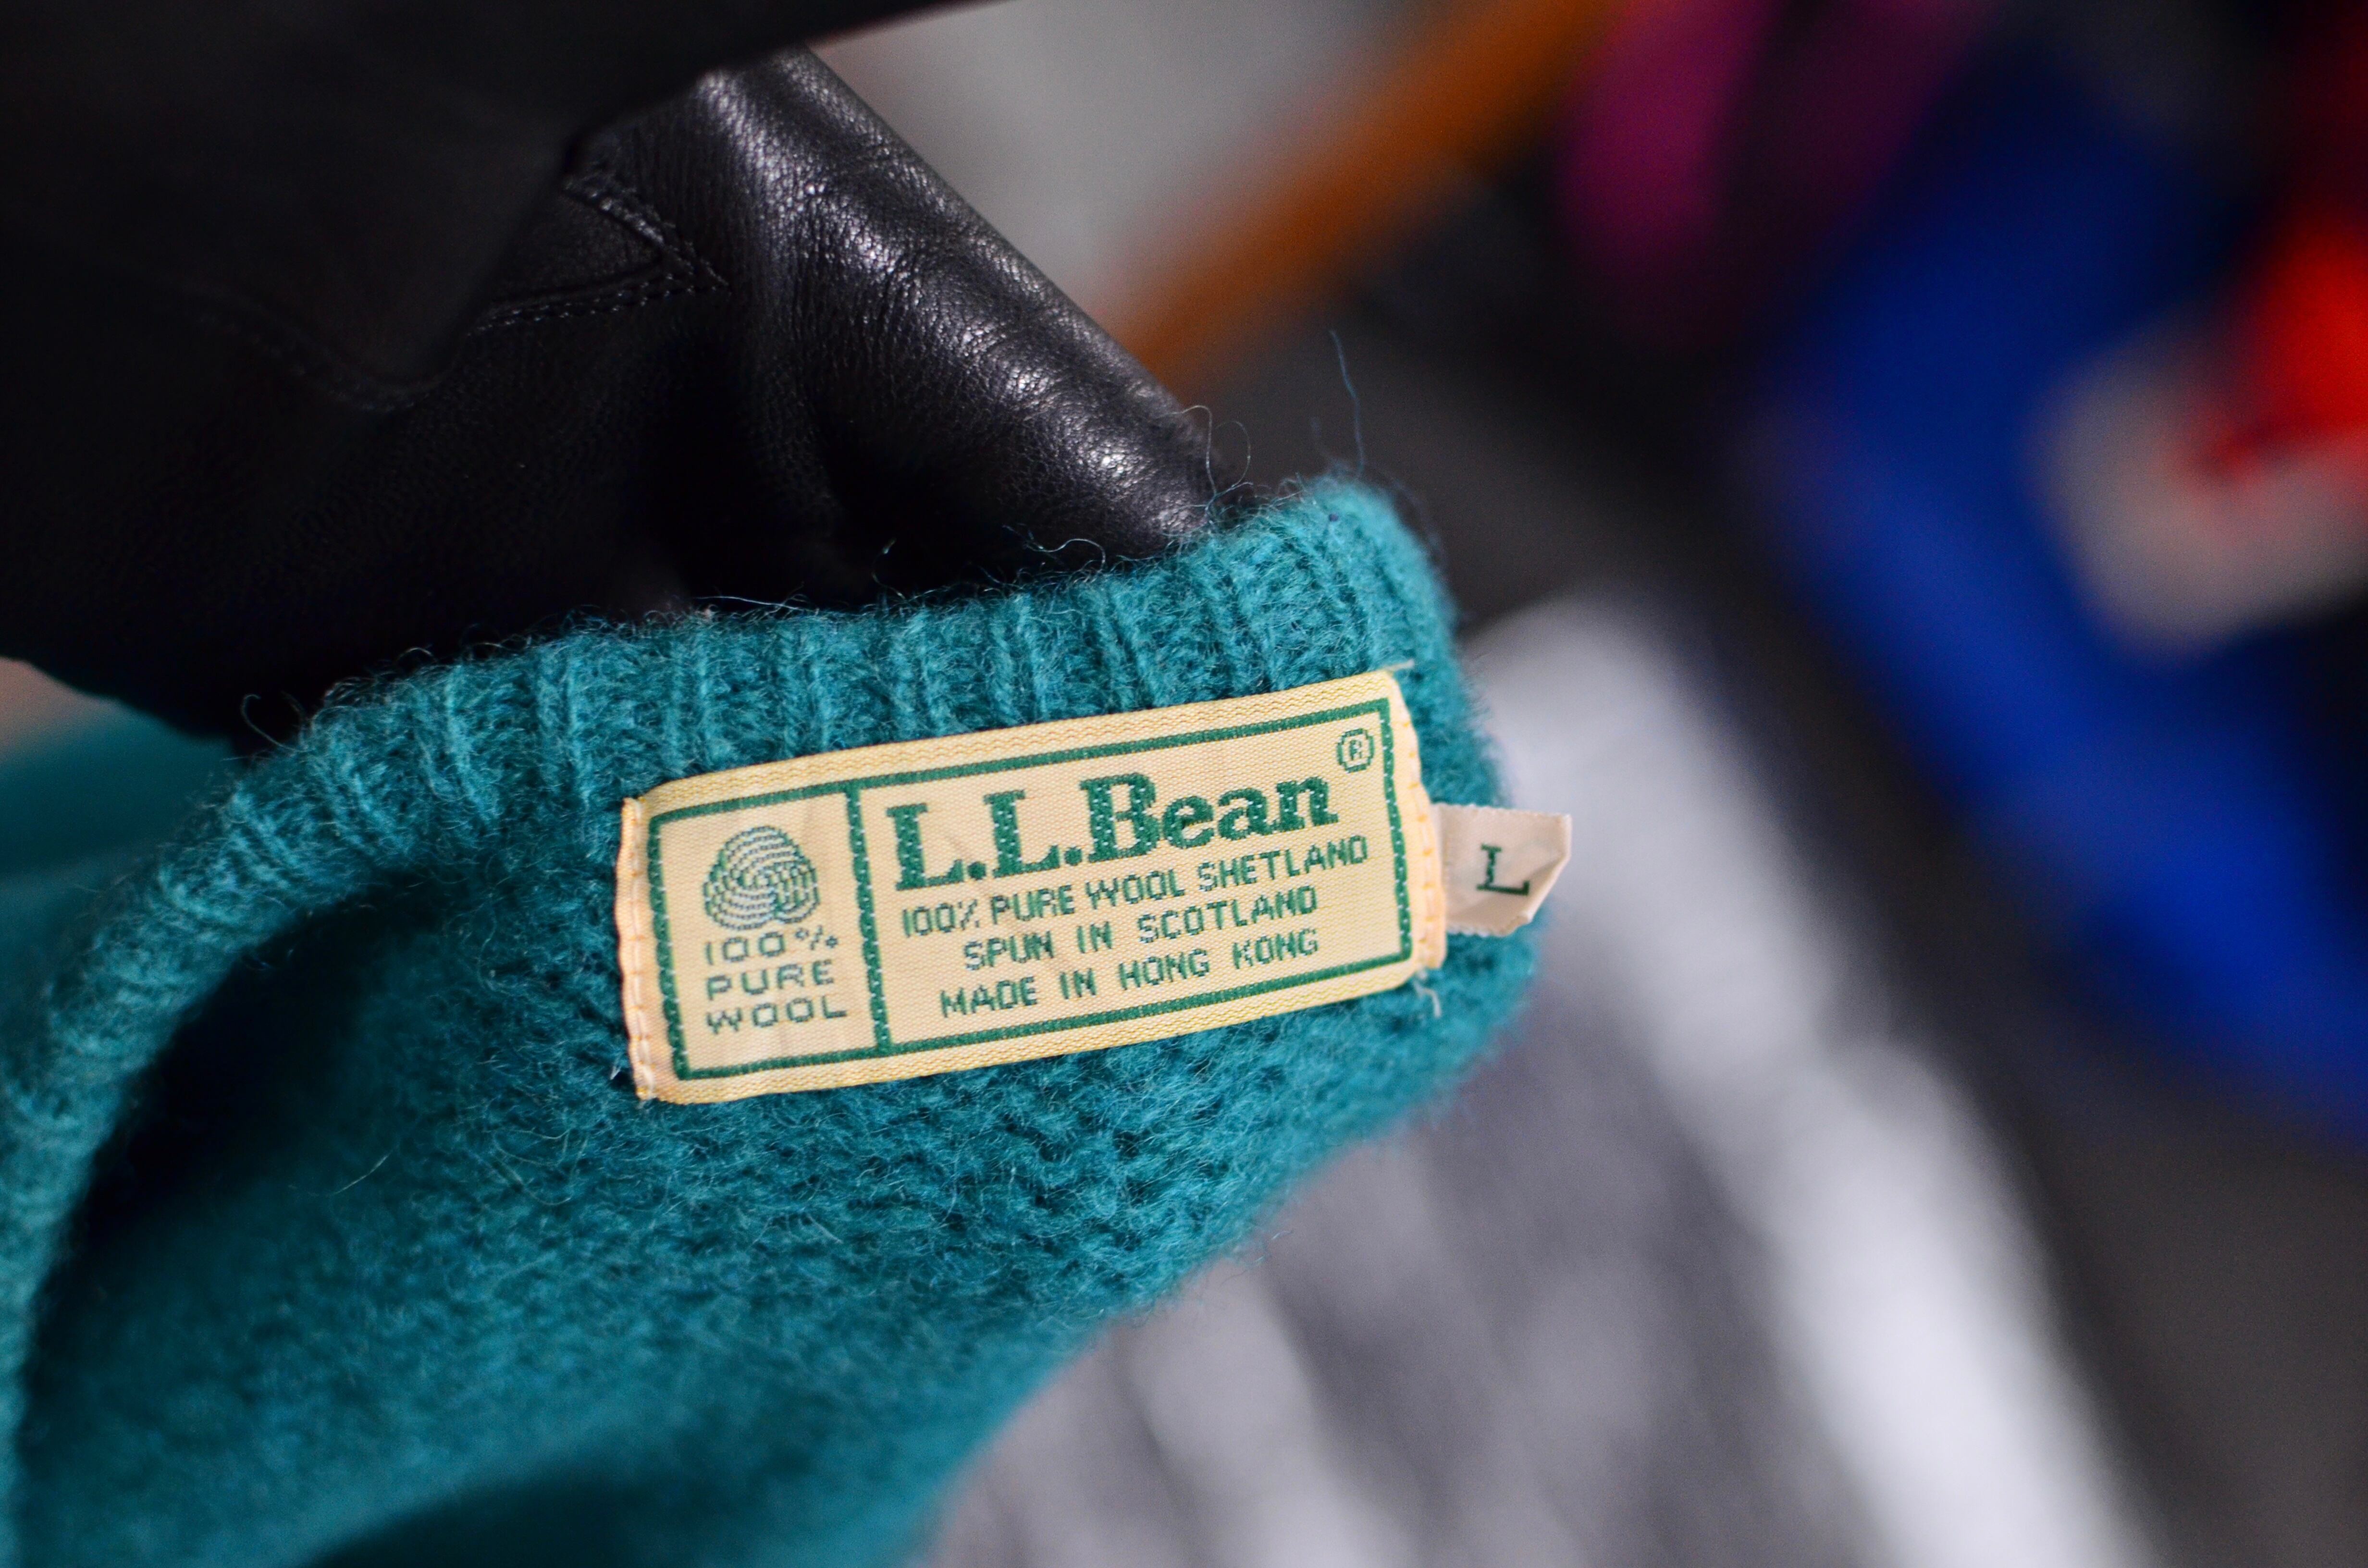 100%
PURE
WOOL
L.L.Bean®
100% PURE WOOL SHETLAND
SPUN IN SCOTLAND
MADE IN HONG KONG
L